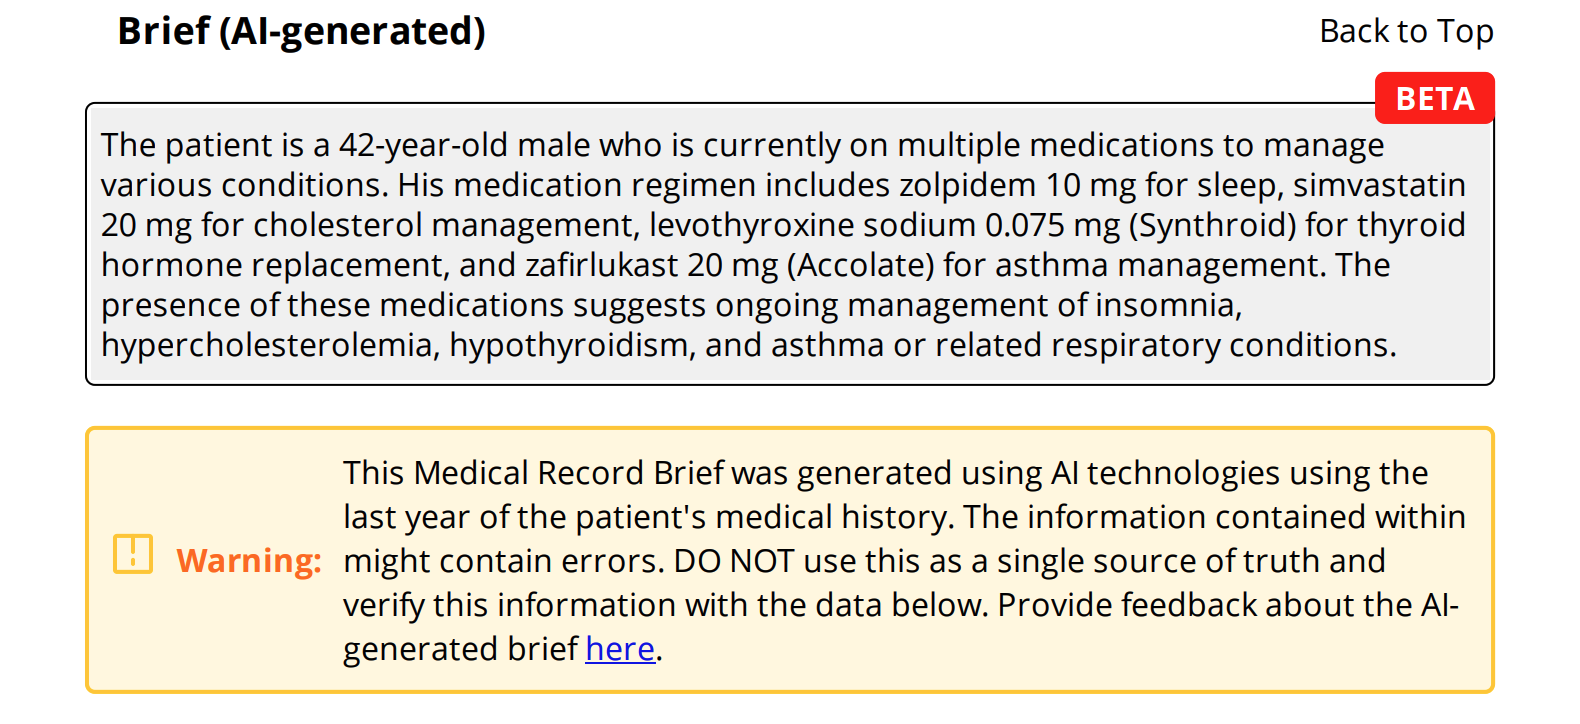 Brief (AI-generated)
Back to Top
BETA
The patient is a 42-year-old male who is currently on multiple medications to manage
various conditions. His medication regimen includes zolpidem 10 mg for sleep, simvastatin
20 mg for cholesterol management, levothyroxine sodium 0.075 mg (Synthroid) for thyroid
hormone replacement, and zafirlukast 20 mg (Accolate) for asthma management. The
presence of these medications suggests ongoing management of insomnia,
hypercholesterolemia, hypothyroidism, and asthma or related respiratory conditions.
Warning:
This Medical Record Brief was generated using AI technologies using the
last year of the patient's medical history. The information contained within
might contain errors. DO NOT use this as a single source of truth and
verify this information with the data below. Provide feedback about the AI-
generated brief here.